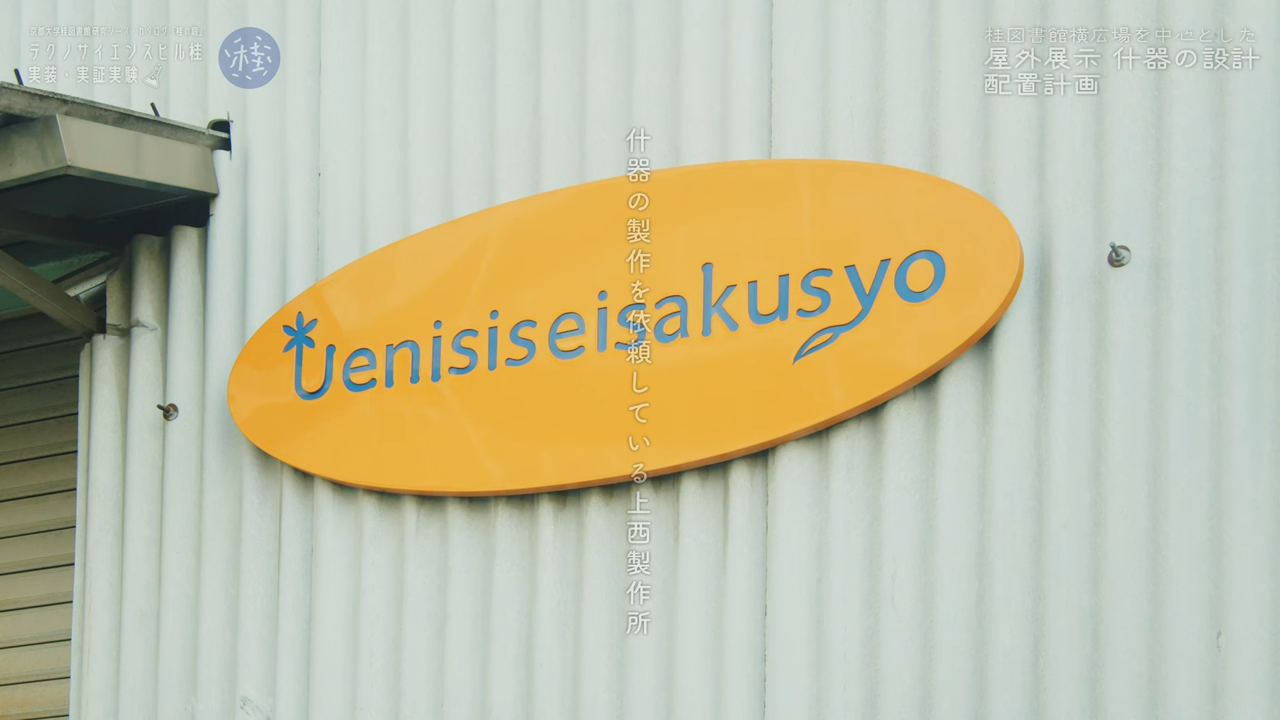 テクノサイエンスヒル桂
実装・実証実験
桂
桂図書館横広場を中心とした
屋外展示 什器の設計
配置計画
什器の製作を依頼している上西製作所
Uenisiseisakusyo